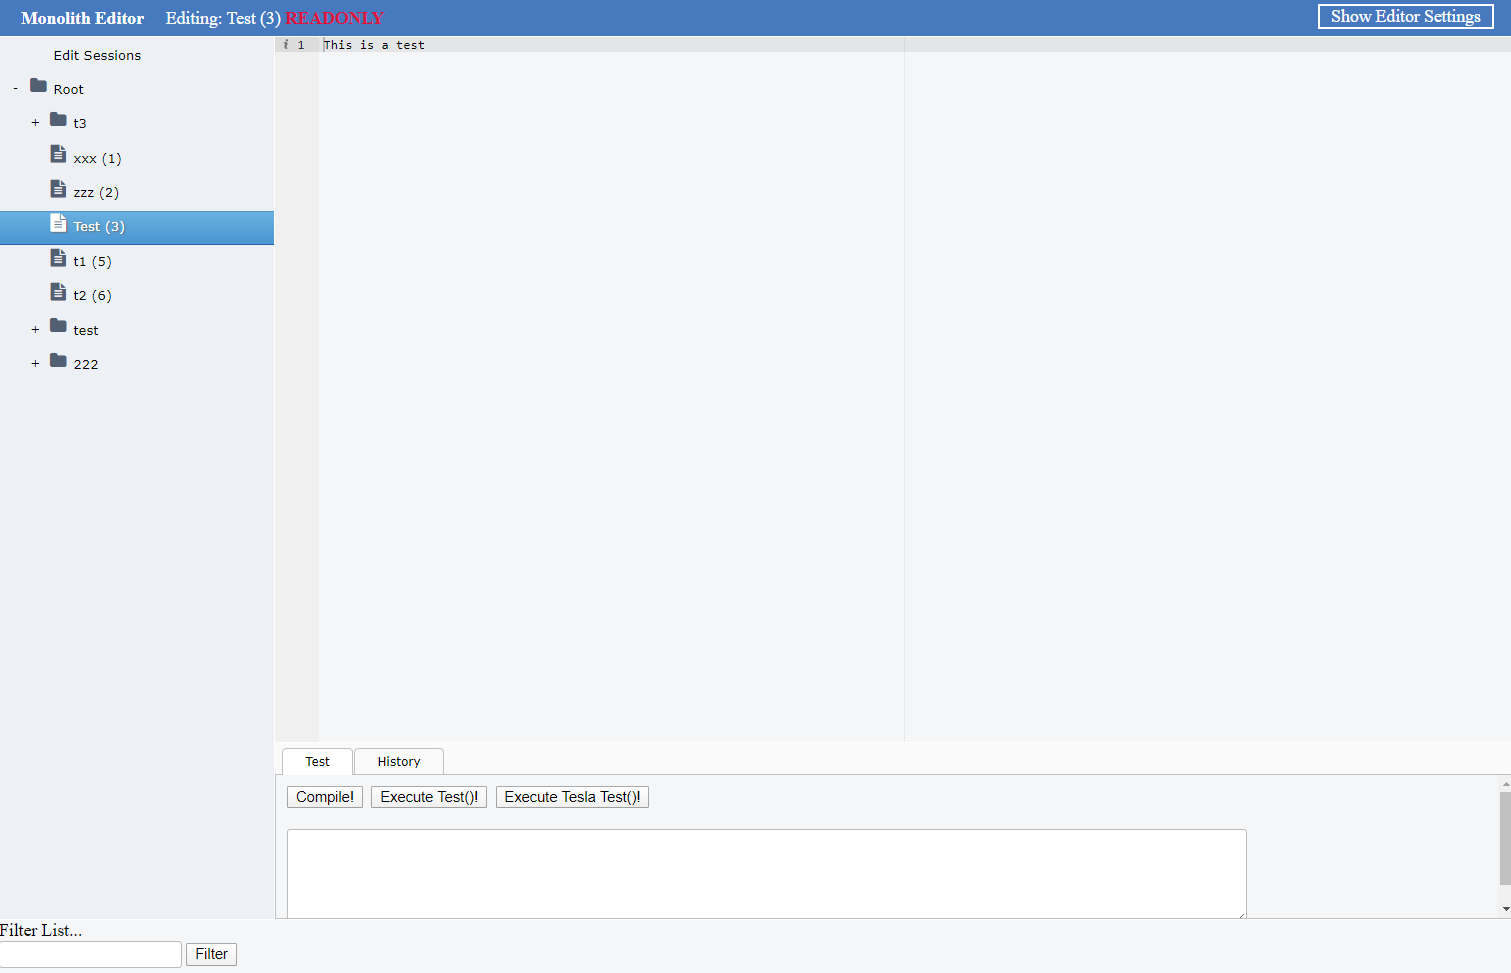 Monolith Editor Editing: Test (3) READONLY Show Editor Settings
Edit Sessions
- Root
+ t3
xxx (1)
zzz (2)
Test (3)
t1 (5)
t2 (6)
+ test
+ 222
i 1 This is a test
Test History
Compile! Execute Test()! Execute Tesla Test()!
Filter List...
Filter